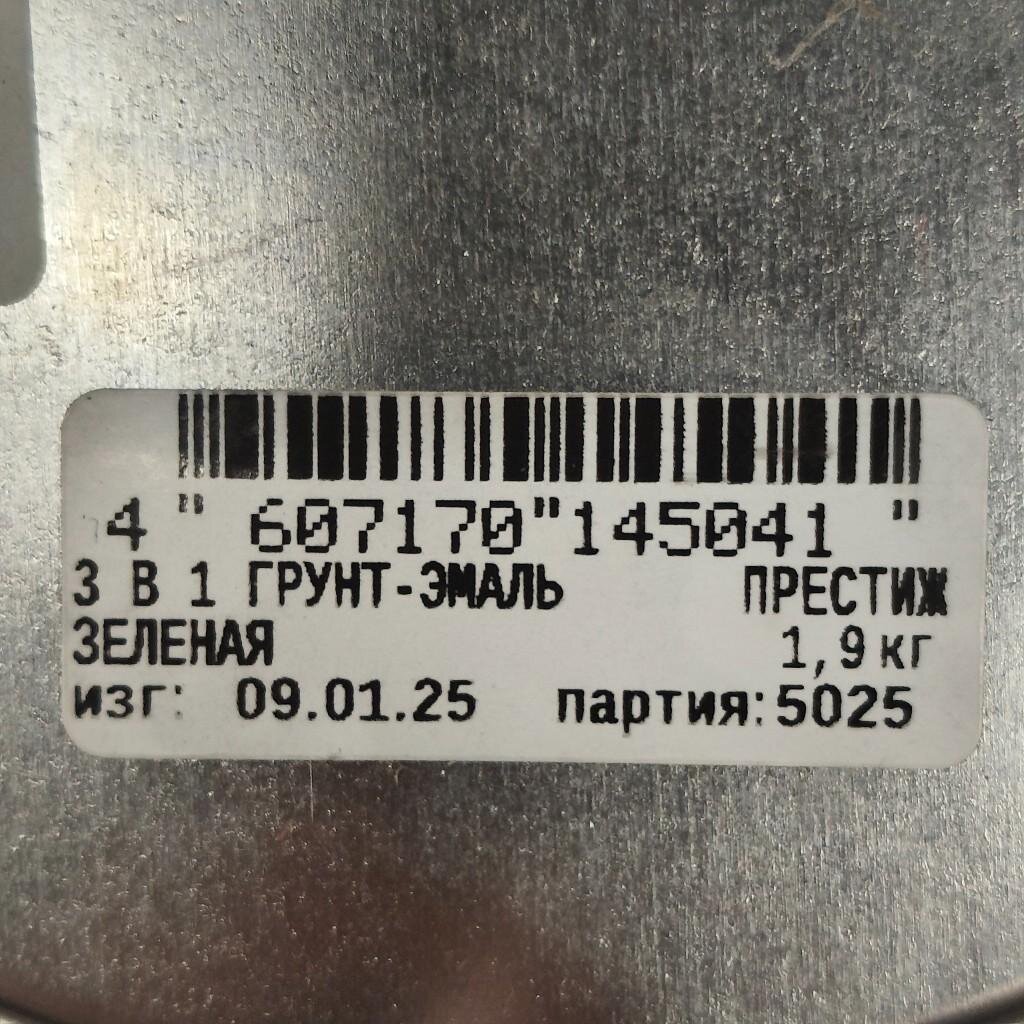 4 " 607170"145041 "
3 В 1 ГРУНТ-ЭМАЛЬ ПРЕСТИЖ
ЗЕЛЕНАЯ 1,9 кг
изг: 09.01.25 партия:5025